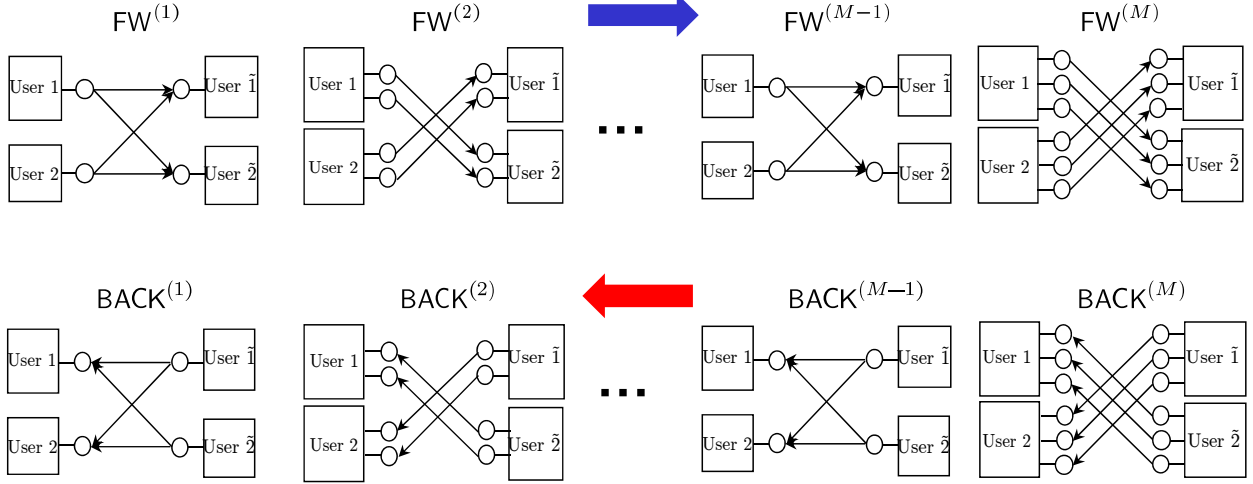 FW(1)
FW(2)
FW(M−1)
FW(M)
User 1
User 1̃
User 2
User 2̃
User 1
User 1̃
User 2
User 2̃
...
User 1
User 1̃
User 2
User 2̃
User 1
User 1̃
User 2
User 2̃
BACK(1)
BACK(2)
BACK(M−1)
BACK(M)
User 1
User 1̃
User 2
User 2̃
User 1
User 1̃
User 2
User 2̃
...
User 1
User 1̃
User 2
User 2̃
User 1
User 1̃
User 2
User 2̃